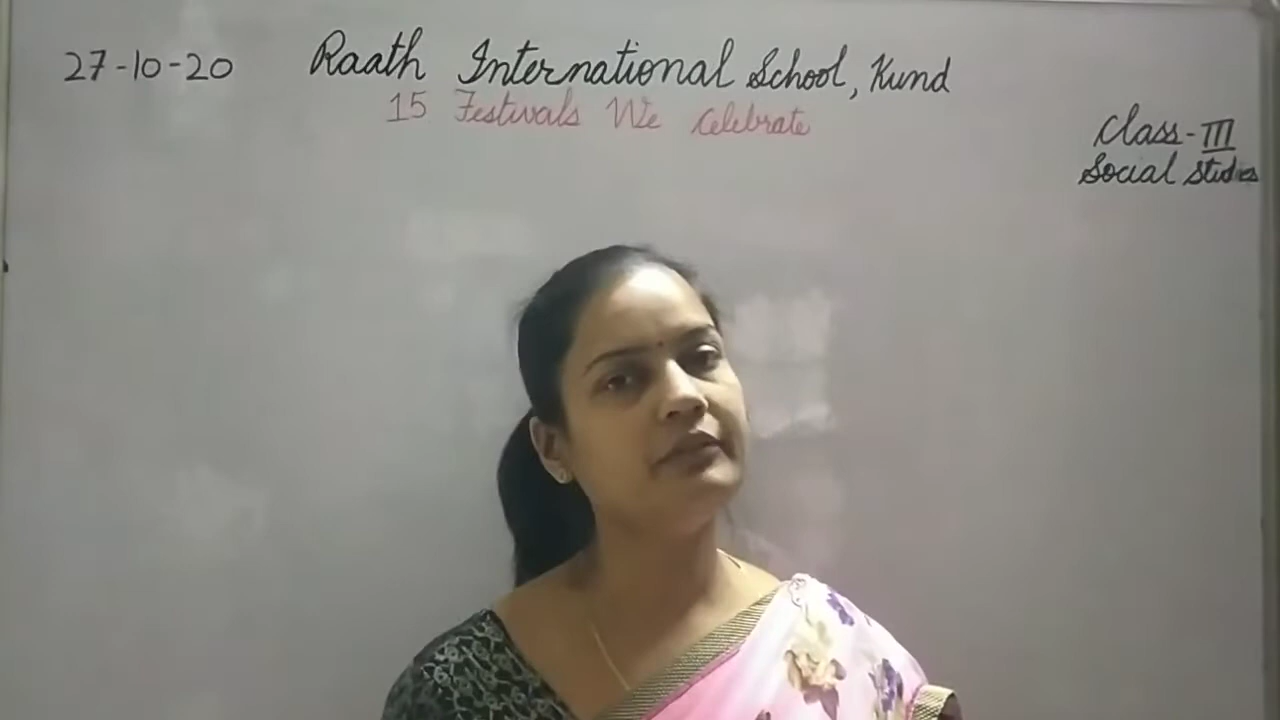 27-10-20 Raath International School, Kund
15 Festivals We Celebrate
Class-III
Social Studies